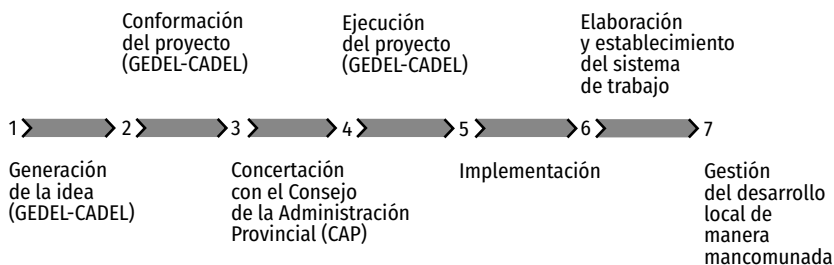 Conformación
del proyecto
(GEDEL-CADEL)
Ejecución
del proyecto
(GEDEL-CADEL)
Elaboración
y establecimiento
del sistema
de trabajo
1 2 3 4 5 6 7
Generación
de la idea
(GEDEL-CADEL)
Concertación
con el Consejo
de la Administración
Provincial (CAP)
Implementación
Gestión
del desarrollo
local de
manera
mancomunada